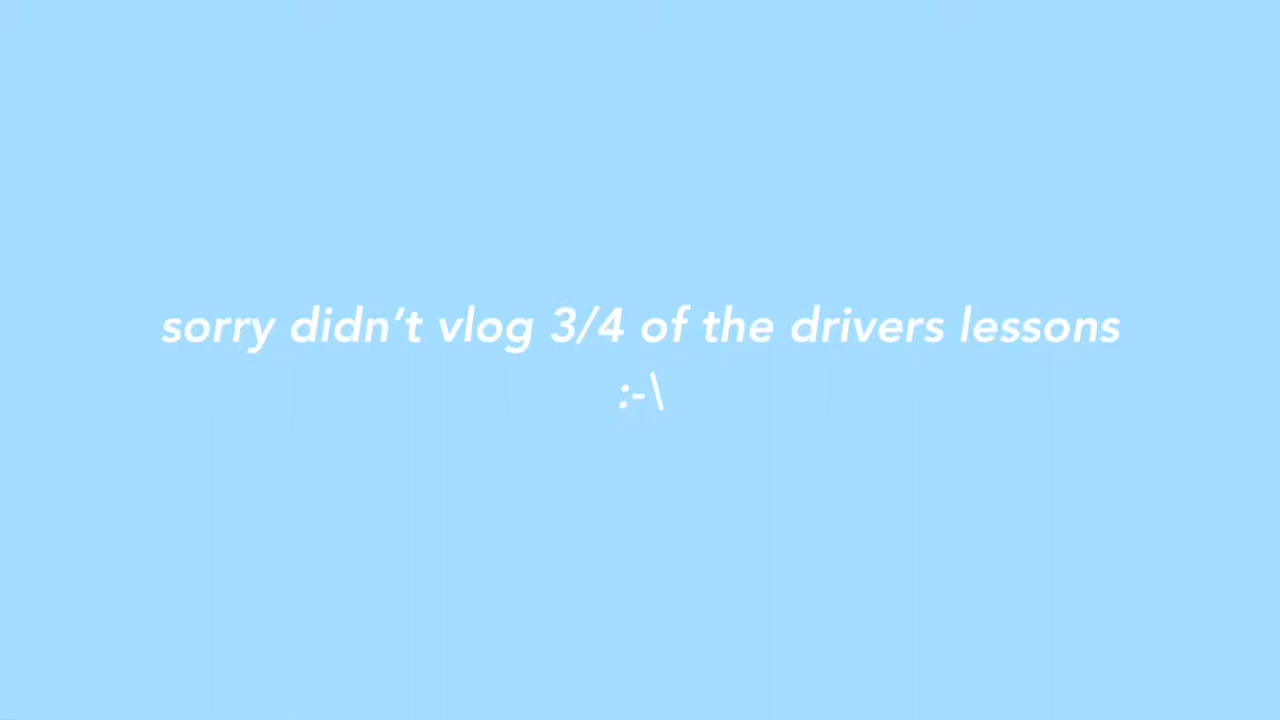 sorry didn’t vlog 3/4 of the drivers lessons
:-\